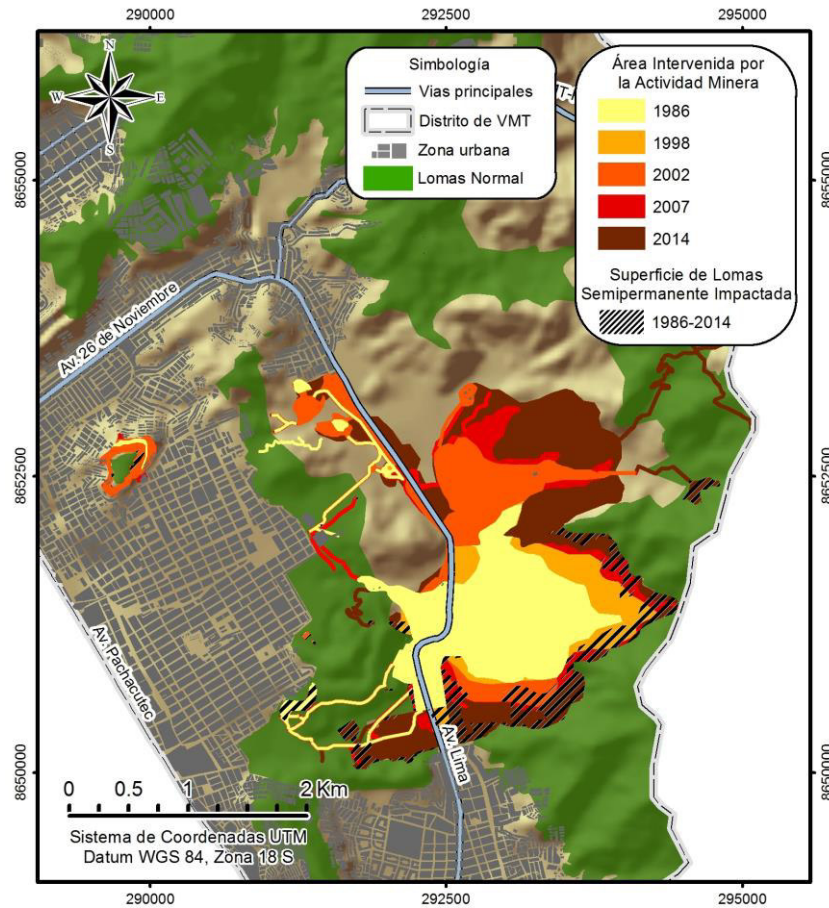 290000
292500
295000
N
W
E
S
Simbología
Vias principales
Distrito de VMT
Zona urbana
Lomas Normal
Área Intervenida por
la Actividad Minera
1986
1998
2002
2007
2014
Superficie de Lomas
Semipermanente Impactada
1986-2014
8655000
8655000
Av. 26 de Noviembre
8652500
8652500
Av. Pachacutec
Av. Lima
8650000
8650000
0 0.5 1 2 Km
Sistema de Coordenadas UTM
Datum WGS 84, Zona 18 S
290000
292500
295000